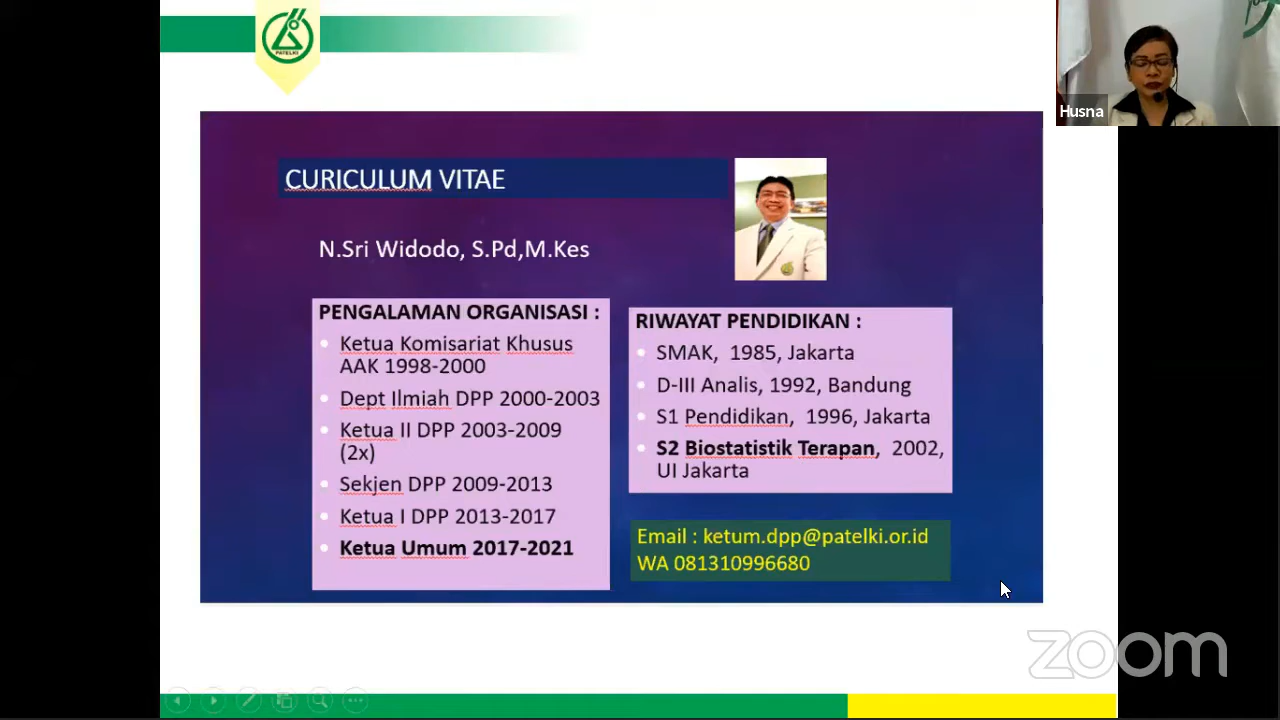 PATELKI
Husna
CURICULUM VITAE
N.Sri Widodo, S.Pd,M.Kes
PENGALAMAN ORGANISASI :
Ketua Komisariat Khusus
AAK 1998-2000
Dept Ilmiah DPP 2000-2003
Ketua II DPP 2003-2009
(2x)
Sekjen DPP 2009-2013
Ketua I DPP 2013-2017
Ketua Umum 2017-2021
RIWAYAT PENDIDIKAN :
SMAK, 1985, Jakarta
D-III Analis, 1992, Bandung
S1 Pendidikan, 1996, Jakarta
S2 Biostatistik Terapan, 2002,
UI Jakarta
Email : ketum.dpp@patelki.or.id
WA 081310996680
zoom